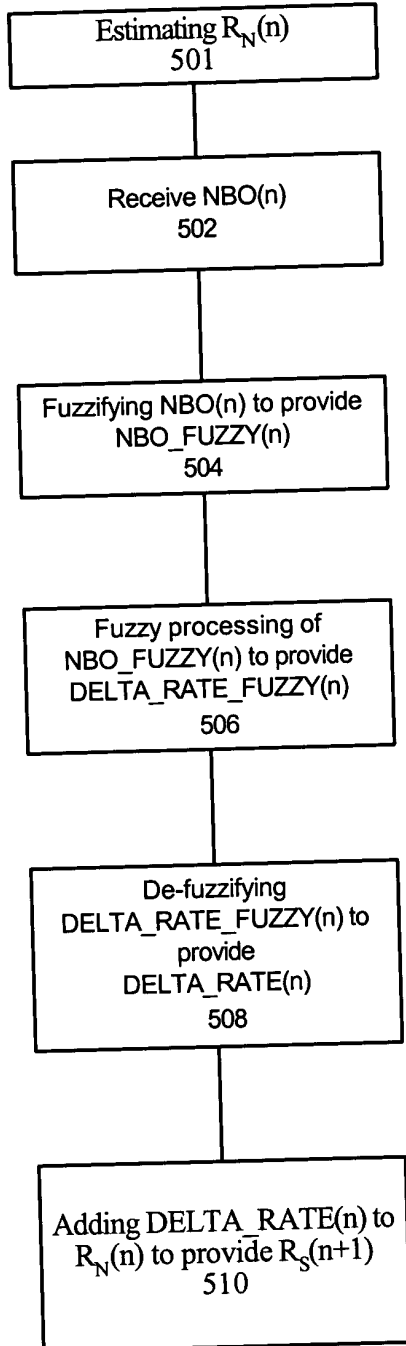 Estimating R_N(n)
501
Receive NBO(n)
502
Fuzzifying NBO(n) to provide
NBO_FUZZY(n)
504
Fuzzy processing of
NBO_FUZZY(n) to provide
DELTA_RATE_FUZZY(n)
506
De-fuzzifying
DELTA_RATE_FUZZY(n) to
provide
DELTA_RATE(n)
508
Adding DELTA_RATE(n) to
R_N(n) to provide R_S(n+1)
510